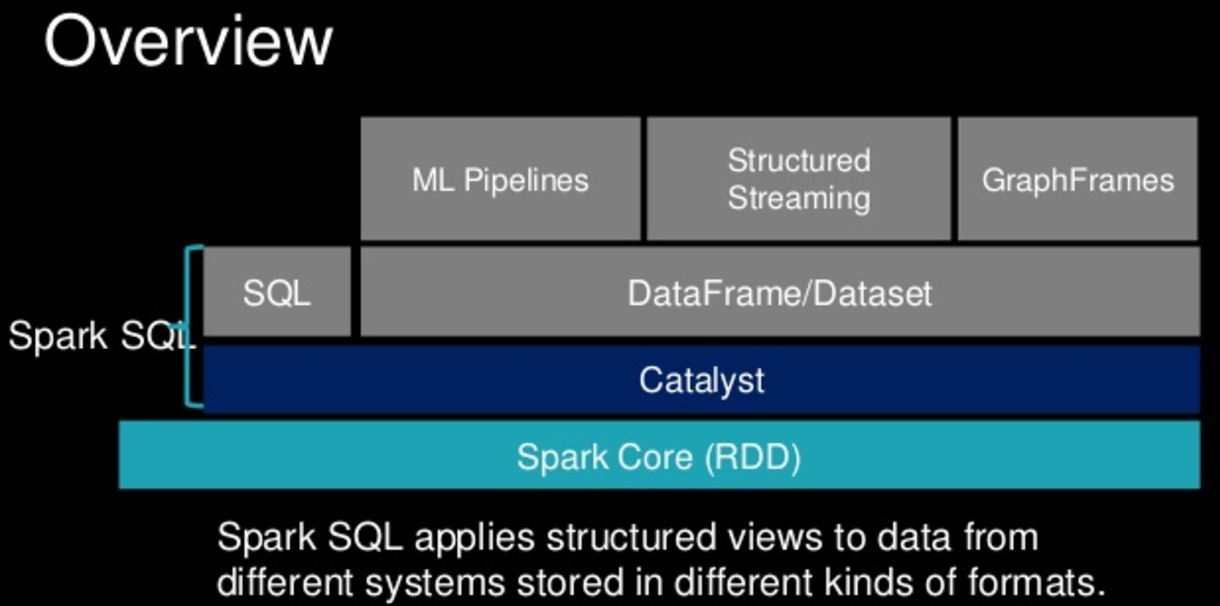 Overview
ML Pipelines
Structured
Streaming
GraphFrames
SQL
DataFrame/Dataset
Spark SQL
Catalyst
Spark Core (RDD)
Spark SQL applies structured views to data from
different systems stored in different kinds of formats.